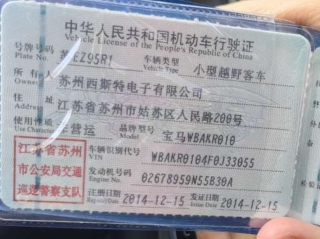 中华人民共和国机动车行驶证
Vehicle License of the People's Republic of China
号牌号码 EZ95R1 车辆类型 小型越野客车
Plate No. Vehicle Type
所有人 苏州西斯特电子有限公司
住址 苏州市姑苏区人民路200号
使用性质 营运 品牌型号 宝马WBAKR010
Use Character Model
江苏省苏州市公安局交通巡逻警察支队
车辆识别代号 WBAKR0104F0J33055
VIN
发动机号码 02678959N55B30A
Engine No.
注册日期 2014-12-15 发证日期 2014-12-15
Register Date Issue Date